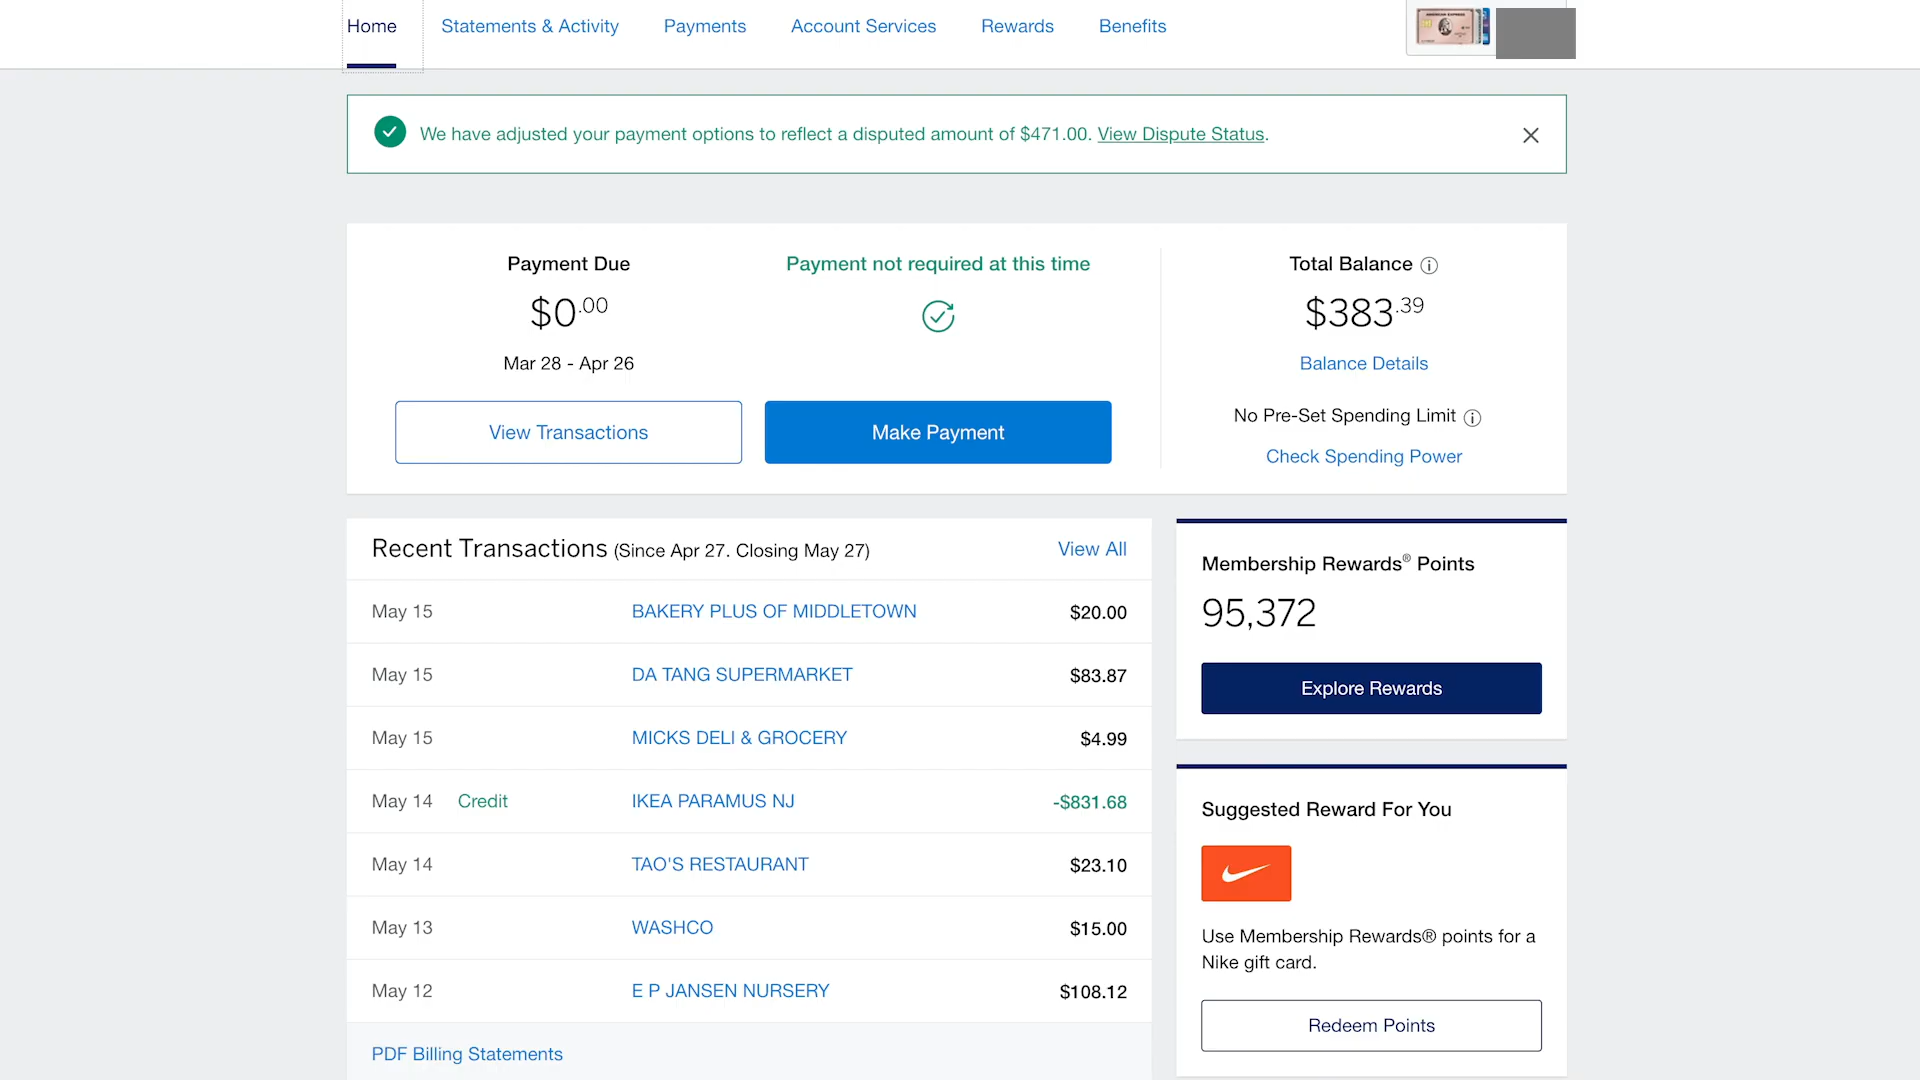 Home Statements & Activity Payments Account Services Rewards Benefits
We have adjusted your payment options to reflect a disputed amount of $471.00. View Dispute Status.
Payment Due
$0.00
Mar 28 - Apr 26
View Transactions
Payment not required at this time
Make Payment
Total Balance
$383.39
Balance Details
No Pre-Set Spending Limit
Check Spending Power
Recent Transactions (Since Apr 27. Closing May 27) View All
May 15 BAKERY PLUS OF MIDDLETOWN $20.00
May 15 DA TANG SUPERMARKET $83.87
May 15 MICKS DELI & GROCERY $4.99
May 14 Credit IKEA PARAMUS NJ -$831.68
May 14 TAO'S RESTAURANT $23.10
May 13 WASHCO $15.00
May 12 E P JANSEN NURSERY $108.12
PDF Billing Statements
Membership Rewards® Points
95,372
Explore Rewards
Suggested Reward For You
Use Membership Rewards® points for a
Nike gift card.
Redeem Points